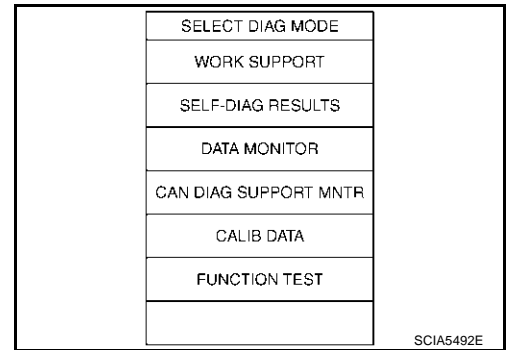 SELECT DIAG MODE
WORK SUPPORT
SELF-DIAG RESULTS
DATA MONITOR
CAN DIAG SUPPORT MNTR
CALIB DATA
FUNCTION TEST
SCIA5492E